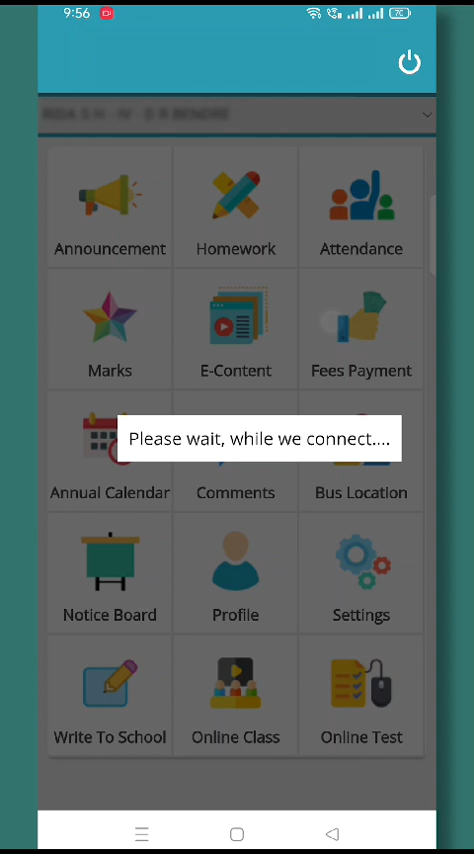 9:56
7C
Please wait, while we connect....
Announcement
Homework
Attendance
Marks
E-Content
Fees Payment
Annual Calendar
Comments
Bus Location
Notice Board
Profile
Settings
Write To School
Online Class
Online Test